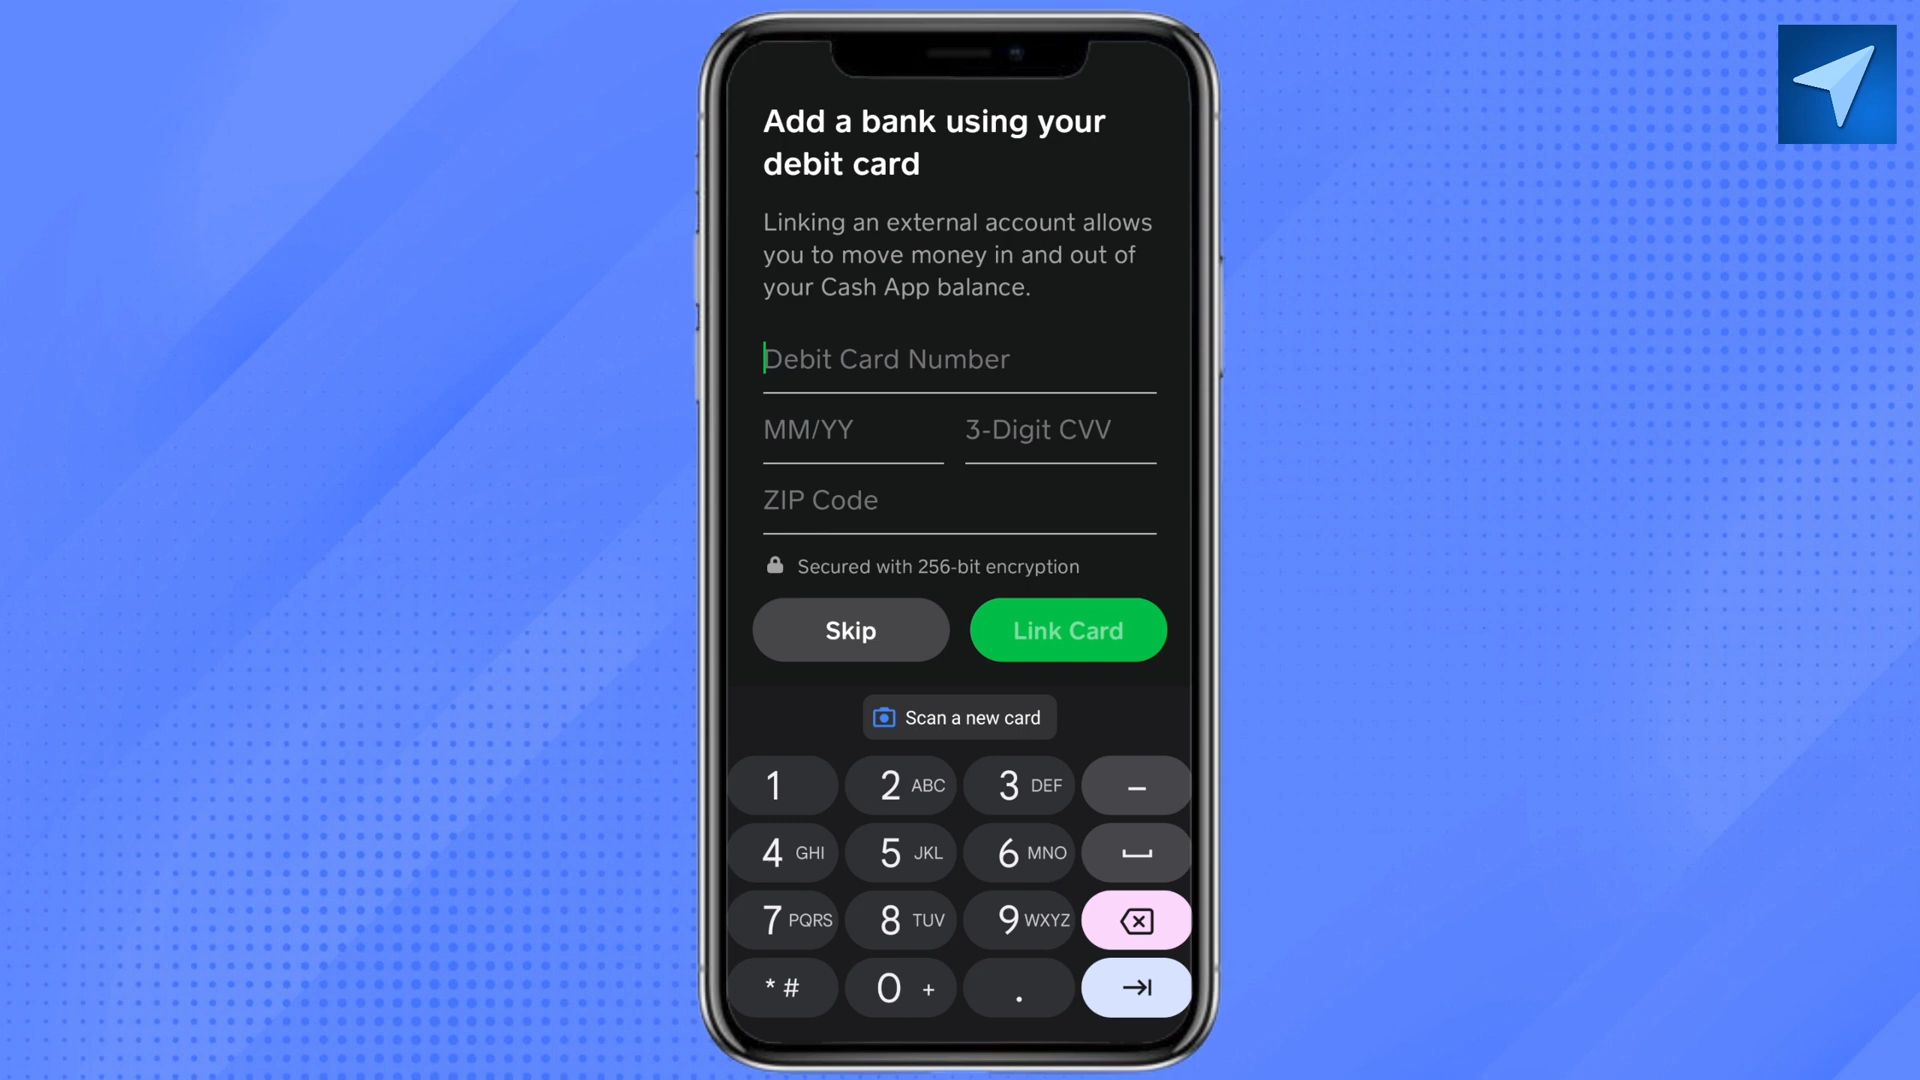 Add a bank using your
debit card
Linking an external account allows
you to move money in and out of
your Cash App balance.
Debit Card Number
MM/YY 3-Digit CVV
ZIP Code
Secured with 256-bit encryption
Skip Link Card
Scan a new card
1 2 ABC 3 DEF –
4 GHI 5 JKL 6 MNO
7 PQRS 8 TUV 9 WXYZ
* # 0 + .